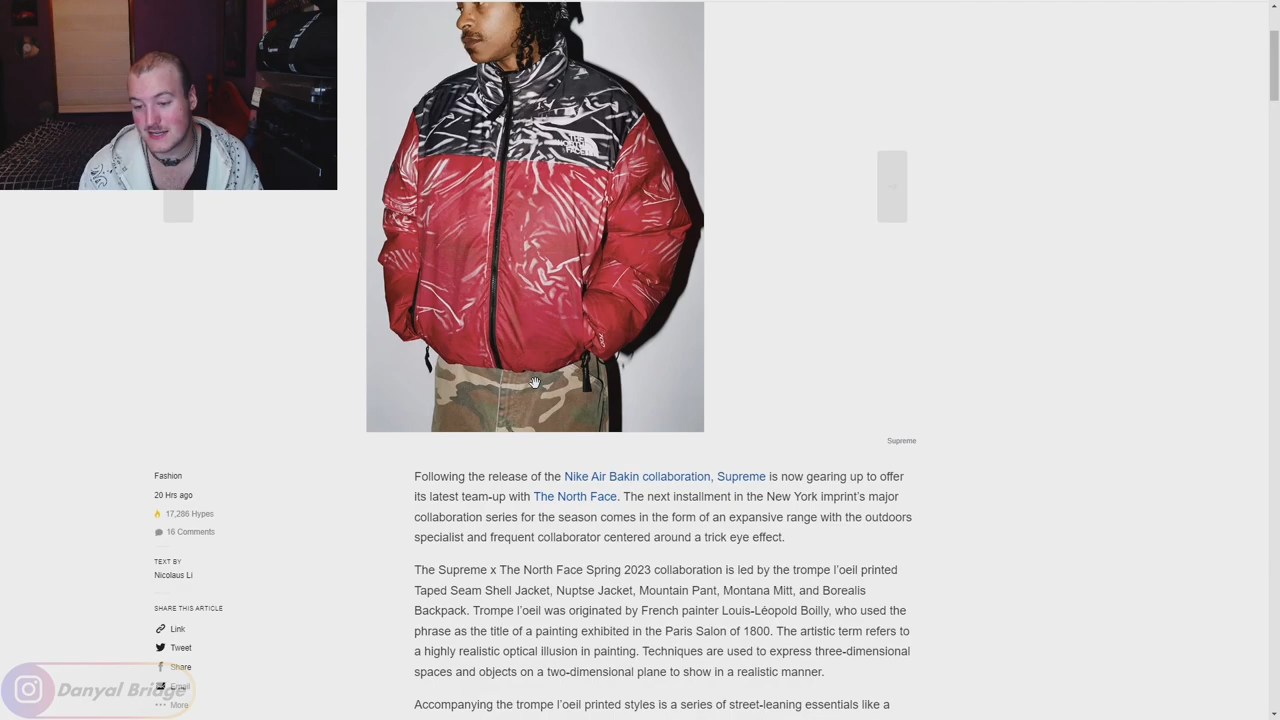 THE
NORTH
FACE
Supreme
Fashion
20 Hrs ago
17,286 Hypes
16 Comments
TEXT BY
Nicolaus Li
SHARE THIS ARTICLE
Link
Tweet
Share
Email
More
Danyal Bridge
Following the release of the Nike Air Bakin collaboration, Supreme is now gearing up to offer
its latest team-up with The North Face. The next installment in the New York imprint's major
collaboration series for the season comes in the form of an expansive range with the outdoors
specialist and frequent collaborator centered around a trick eye effect.
The Supreme x The North Face Spring 2023 collaboration is led by the trompe l'oeil printed
Taped Seam Shell Jacket, Nuptse Jacket, Mountain Pant, Montana Mitt, and Borealis
Backpack. Trompe l'oeil was originated by French painter Louis-Léopold Boilly, who used the
phrase as the title of a painting exhibited in the Paris Salon of 1800. The artistic term refers to
a highly realistic optical illusion in painting. Techniques are used to express three-dimensional
spaces and objects on a two-dimensional plane to show in a realistic manner.
Accompanying the trompe l'oeil printed styles is a series of street-leaning essentials like a